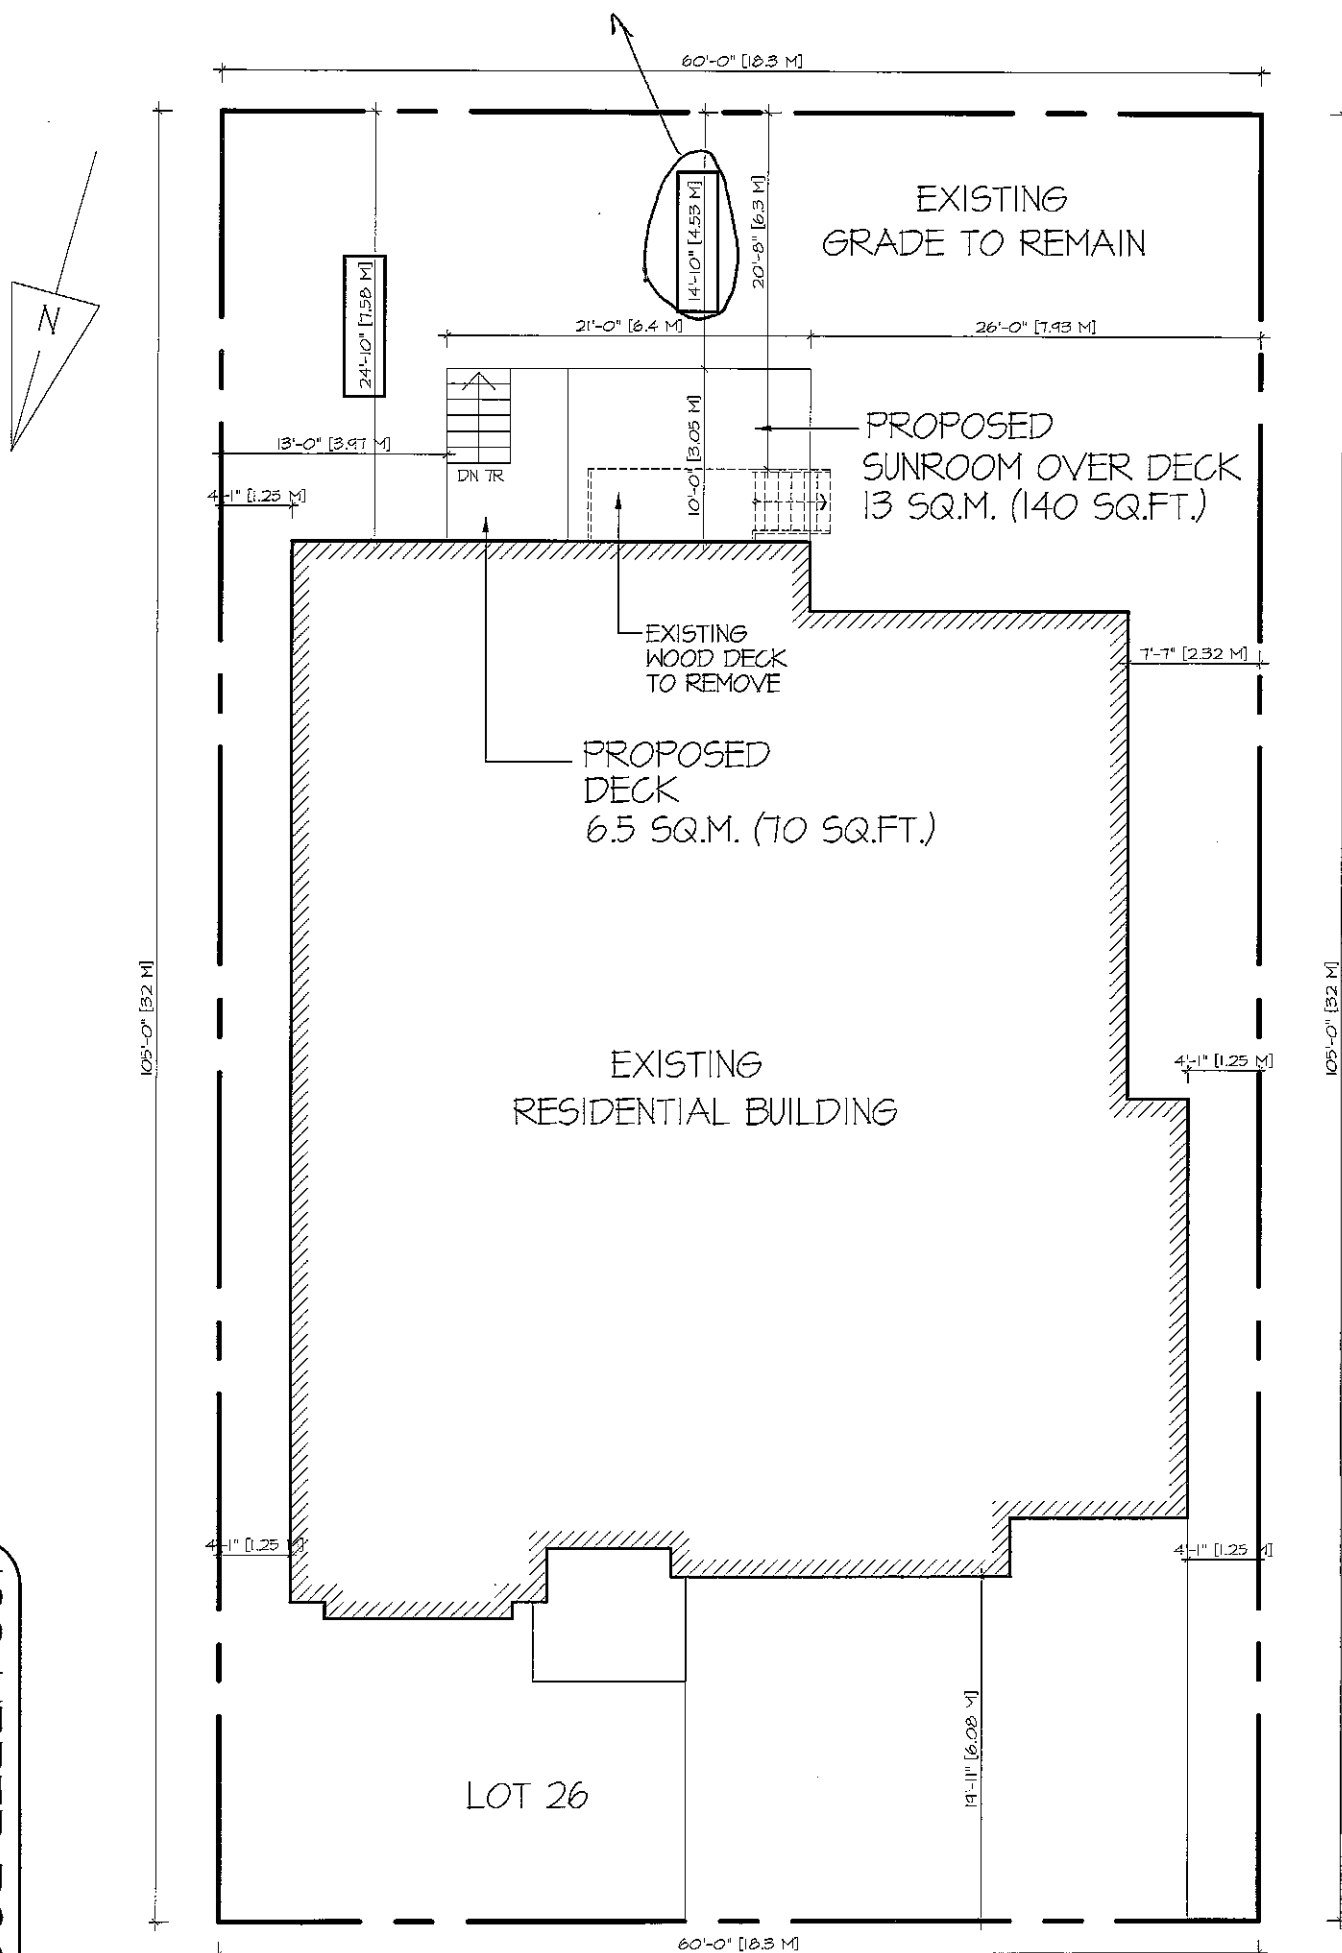 60'-0" [18.3 M]
EXISTING
GRADE TO REMAIN
14'-10" [4.53 M]
20'-8" [6.3 M]
24'-10" [7.58 M]
N
21'-0" [6.4 M]
26'-0" [7.93 M]
PROPOSED
SUNROOM OVER DECK
13 SQ.M. (140 SQ.FT.)
10'-0" [3.05 M]
13'-0" [3.97 M]
DN 7R
4'-1" [1.25 M]
EXISTING
WOOD DECK
TO REMOVE
7'-7" [2.32 M]
PROPOSED
DECK
6.5 SQ.M. (70 SQ.FT.)
105'-0" [32 M]
105'-0" [32 M]
EXISTING
RESIDENTIAL BUILDING
4'-1" [1.25 M]
4'-1" [1.25 M]
4'-1" [1.25 M]
19'-11" [6.08 M]
LOT 26
60'-0" [18.3 M]